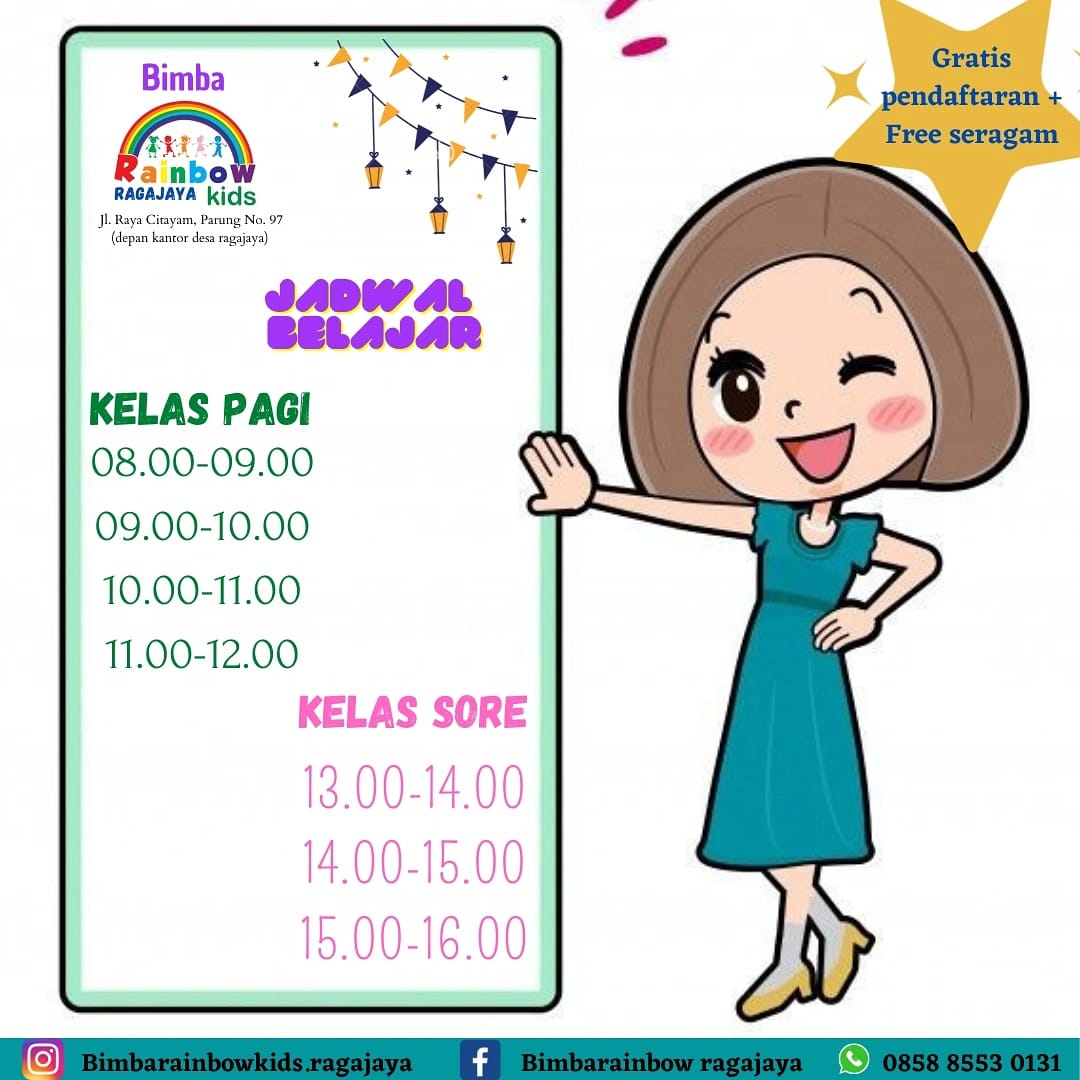 Bimba
Rainbow
RAGAJAYA kids
Jl. Raya Citayam, Parung No. 97
(depan kantor desa ragajaya)
Gratis
pendaftaran +
Free seragam
JADWAL
BELAJAR
KELAS PAGI
08.00-09.00
09.00-10.00
10.00-11.00
11.00-12.00
KELAS SORE
13.00-14.00
14.00-15.00
15.00-16.00
Bimbarainbowkids.ragajaya
Bimbarainbow ragajaya
0858 8553 0131